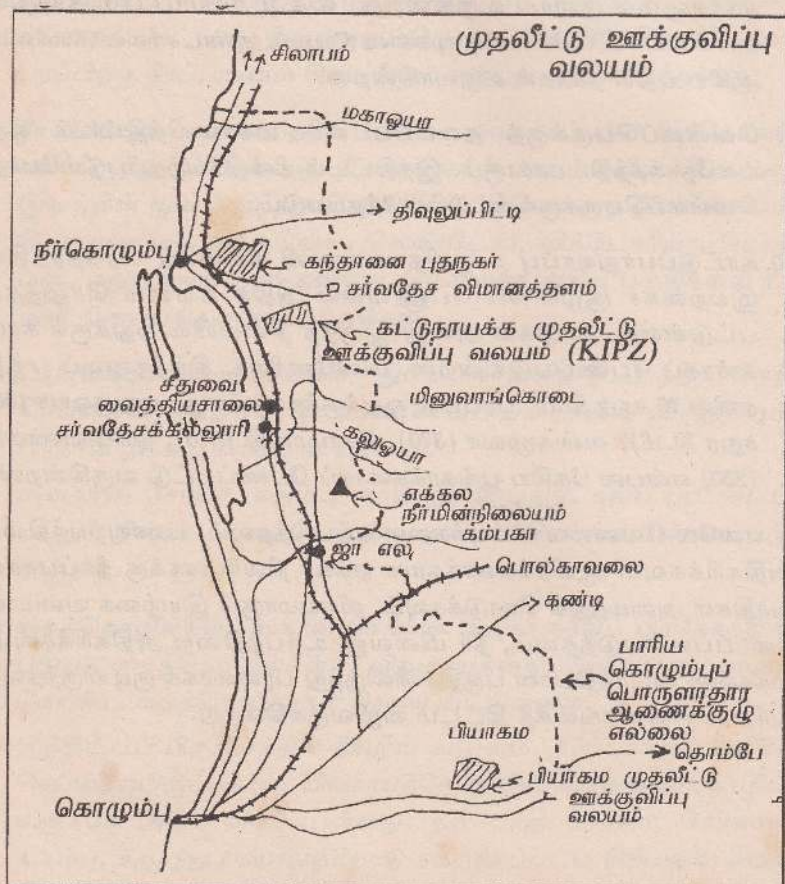 முதலீட்டு ஊக்குவிப்பு
வலயம்
சிலாபம்
மகாஓயா
திவுலுப்பிட்டி
நீர்கொழும்பு
கந்தானை புதுநகர்
சர்வதேச விமானத்தளம்
கட்டுநாயக்க முதலீட்டு
ஊக்குவிப்பு வலயம் (KIPZ)
சீதுவை
வைத்தியசாலை
சர்வதேசக்கல்லூரி
மினுவாங்கொடை
கலுஓயா
எக்கல
நீர்மின்நிலையம்
கம்பகா
ஜா எல
பொல்காவலை
கண்டி
பாரிய
கொழும்புப்
பொருளாதார
ஆணைக்குழு
எல்லை
பியாகம
தொம்பே
பியாகம முதலீட்டு
ஊக்குவிப்பு
வலயம்
கொழும்பு